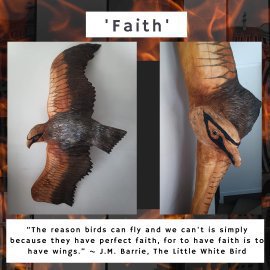 'Faith'
"The reason birds can fly and we can't is simply
because they have perfect faith, for to have faith is to
have wings." ~ J.M. Barrie, The Little White Bird